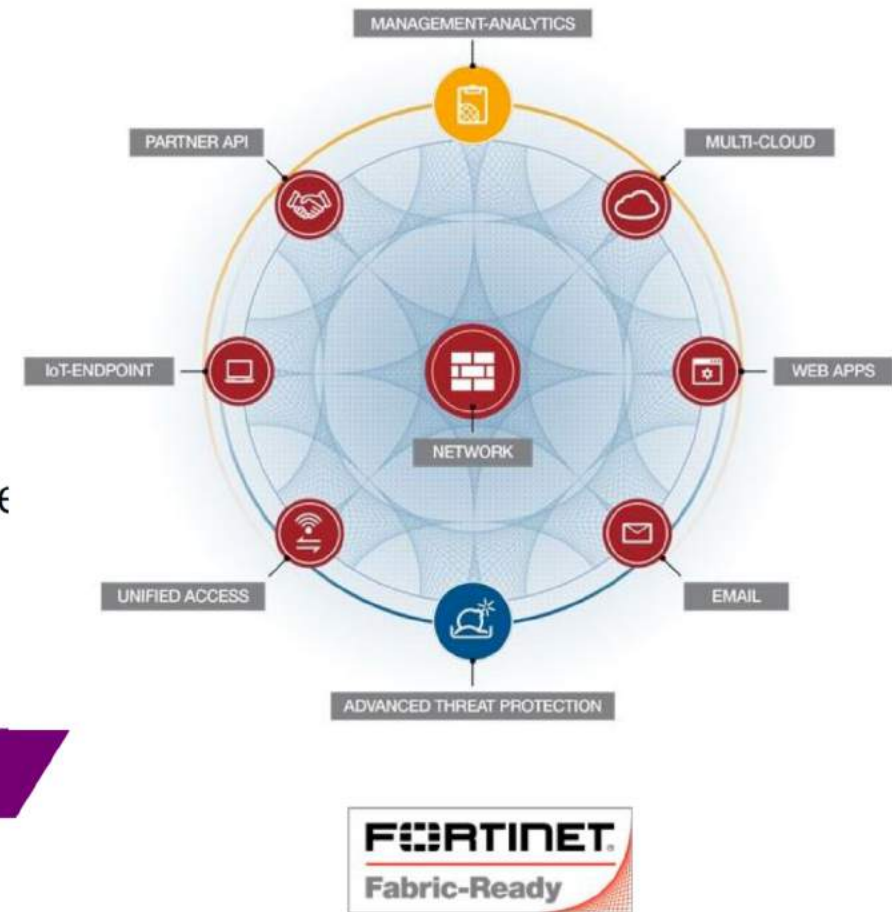 MANAGEMENT-ANALYTICS
PARTNER API
MULTI-CLOUD
IoT-ENDPOINT
WEB APPS
NETWORK
UNIFIED ACCESS
EMAIL
ADVANCED THREAT PROTECTION
FORTINET.
Fabric-Ready